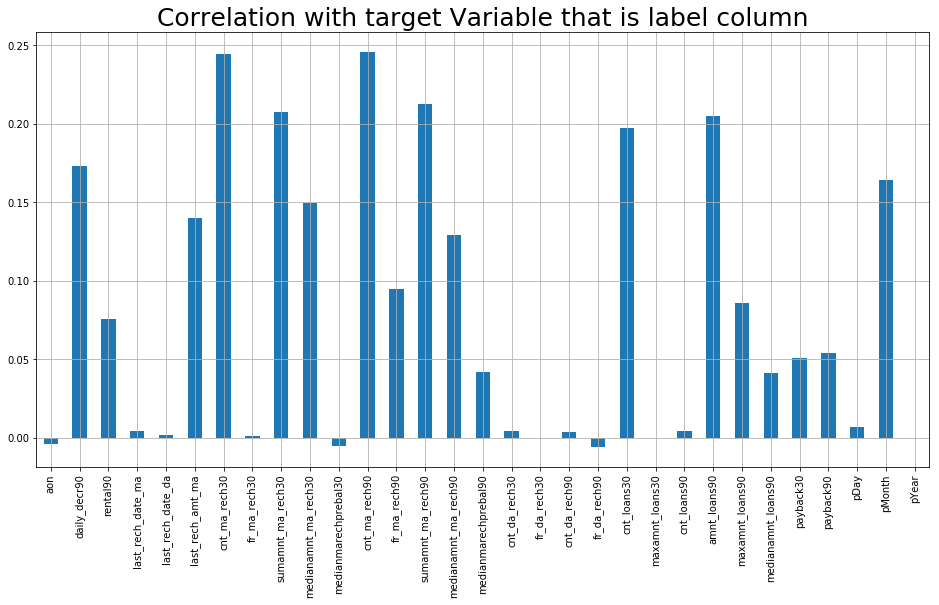 Correlation with target Variable that is label column
0.25
0.20
0.15
0.10
0.05
0.00
aon
daily_decr90
rental90
last_rech_date_ma
last_rech_date_da
last_rech_amt_ma
cnt_ma_rech30
fr_ma_rech30
sumamnt_ma_rech30
medianamnt_ma_rech30
medianmarechprebal30
cnt_ma_rech90
fr_ma_rech90
sumamnt_ma_rech90
medianamnt_ma_rech90
medianmarechprebal90
cnt_da_rech30
fr_da_rech30
cnt_da_rech90
fr_da_rech90
cnt_loans30
maxamnt_loans30
cnt_loans90
amnt_loans90
maxamnt_loans90
medianamnt_loans90
payback30
payback90
pDay
pMonth
pYear